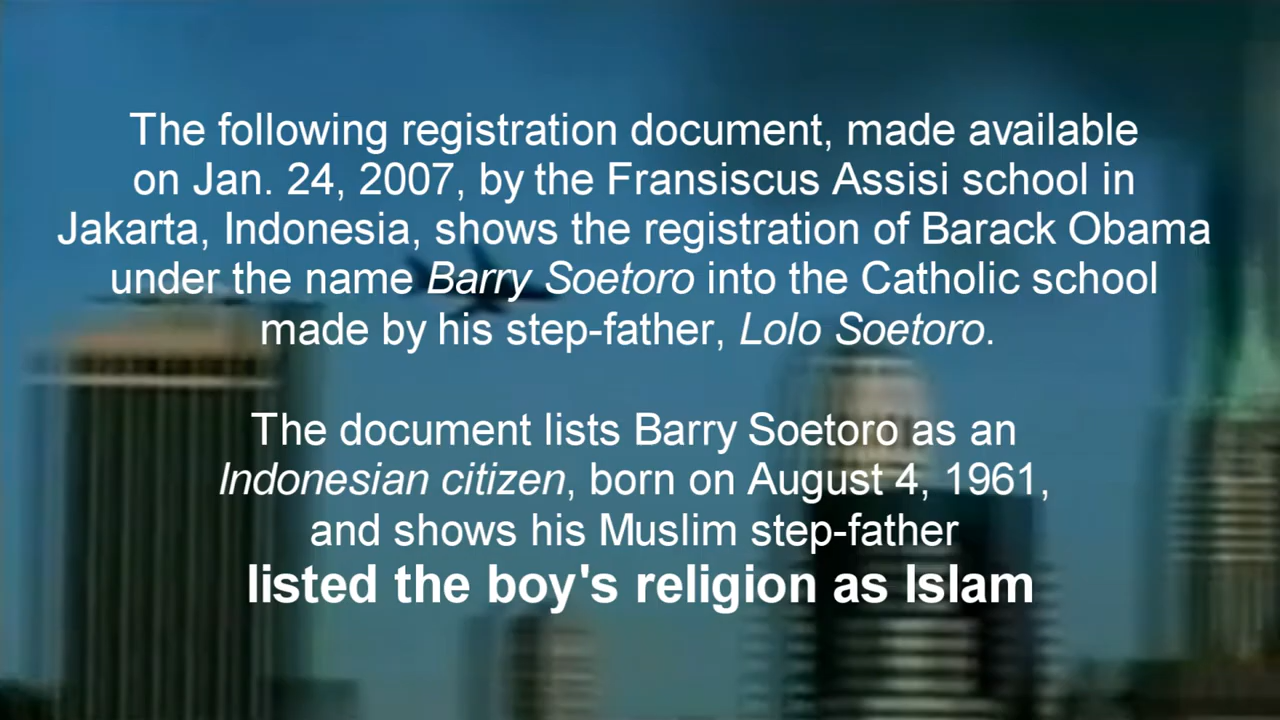 The following registration document, made available
on Jan. 24, 2007, by the Fransiscus Assisi school in
Jakarta, Indonesia, shows the registration of Barack Obama
under the name Barry Soetoro into the Catholic school
made by his step-father, Lolo Soetoro.
The document lists Barry Soetoro as an
Indonesian citizen, born on August 4, 1961,
and shows his Muslim step-father
listed the boy's religion as Islam